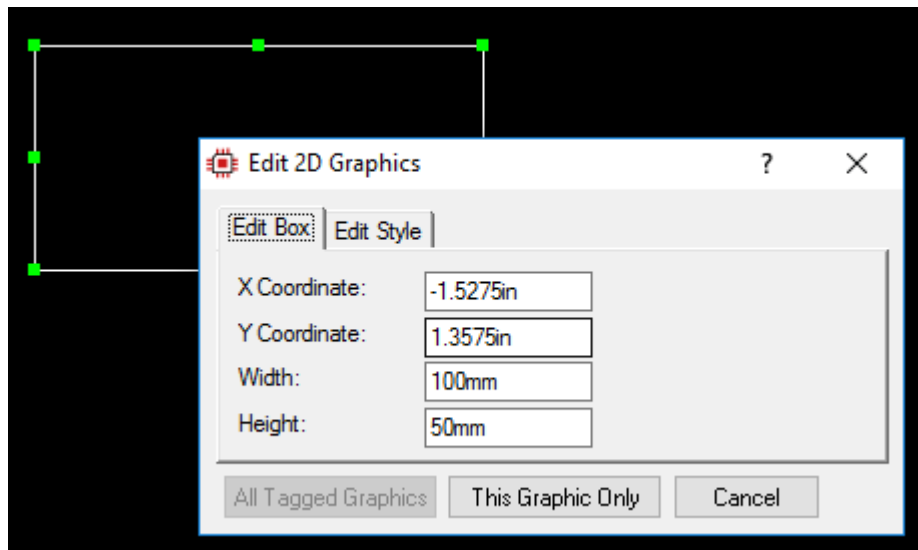 Edit 2D Graphics
?
Edit Box
Edit Style
X Coordinate: -1.5275in
Y Coordinate: 1.3575in
Width: 100mm
Height: 50mm
All Tagged Graphics
This Graphic Only
Cancel